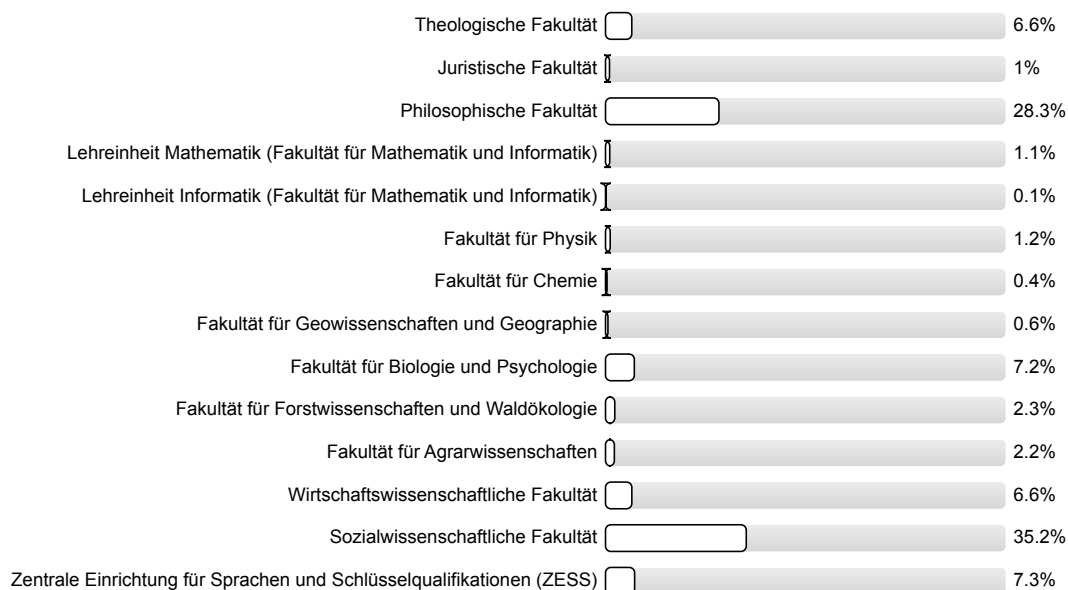 Theologische Fakultät 6.6%
Juristische Fakultät 1%
Philosophische Fakultät 28.3%
Lehreinheit Mathematik (Fakultät für Mathematik und Informatik) 1.1%
Lehreinheit Informatik (Fakultät für Mathematik und Informatik) 0.1%
Fakultät für Physik 1.2%
Fakultät für Chemie 0.4%
Fakultät für Geowissenschaften und Geographie 0.6%
Fakultät für Biologie und Psychologie 7.2%
Fakultät für Forstwissenschaften und Waldökologie 2.3%
Fakultät für Agrarwissenschaften 2.2%
Wirtschaftswissenschaftliche Fakultät 6.6%
Sozialwissenschaftliche Fakultät 35.2%
Zentrale Einrichtung für Sprachen und Schlüsselqualifikationen (ZESS) 7.3%